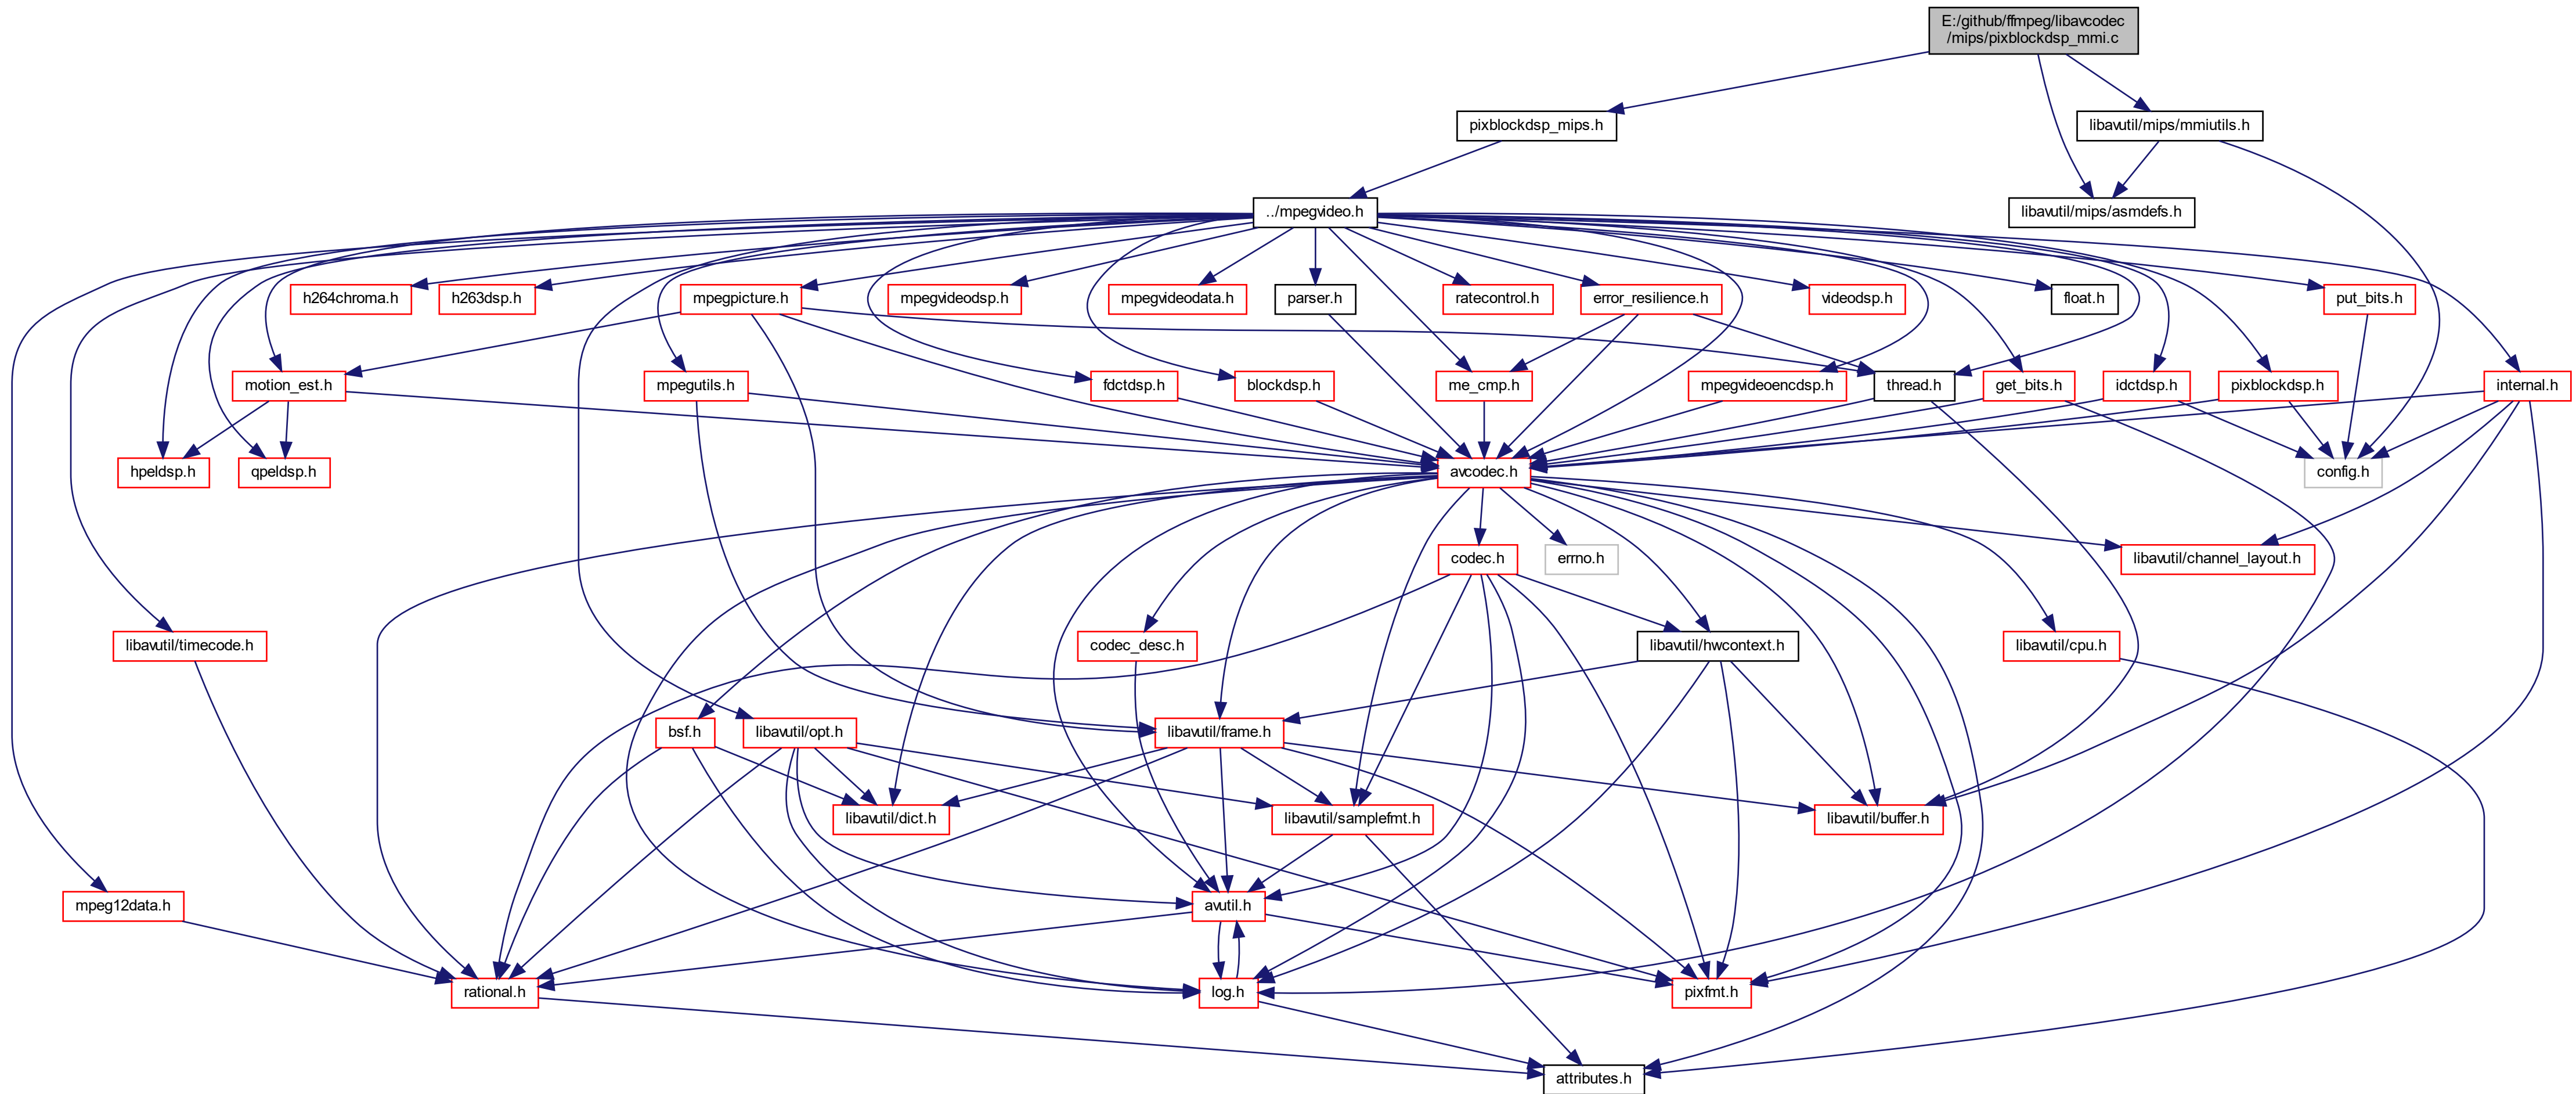 E:/github/ffmpeg/libavcodec
/mips/pixblockdsp_mmi.c
pixblockdsp_mips.h
libavutil/mips/mmiutils.h
../mpegvideo.h
libavutil/mips/asmdefs.h
h264chroma.h
h263dsp.h
mpegpicture.h
mpegvideodsp.h
mpegvideodata.h
parser.h
ratecontrol.h
error_resilience.h
videodsp.h
float.h
put_bits.h
motion_est.h
mpegutils.h
fdctdsp.h
blockdsp.h
me_cmp.h
mpegvideoencdsp.h
thread.h
get_bits.h
idctdsp.h
pixblockdsp.h
internal.h
hpeldsp.h
qpeldsp.h
avcodec.h
config.h
codec.h
errno.h
libavutil/channel_layout.h
libavutil/timecode.h
codec_desc.h
libavutil/hwcontext.h
libavutil/cpu.h
bsf.h
libavutil/opt.h
libavutil/frame.h
libavutil/dict.h
libavutil/samplefmt.h
libavutil/buffer.h
mpeg12data.h
avutil.h
rational.h
log.h
pixfmt.h
attributes.h